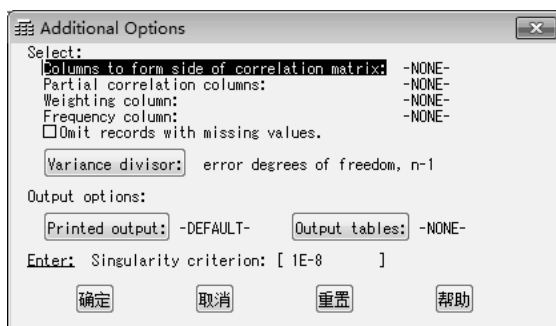 Additional Options
Select:
Columns to form side of correlation matrix: -NONE-
Partial correlation columns: -NONE-
Weighting column: -NONE-
Frequency column: -NONE-
Omit records with missing values.
Variance divisor: error degrees of freedom, n-1
Output options:
Printed output: -DEFAULT- Output tables: -NONE-
Enter: Singularity criterion: [ 1E-8 ]
确定 取消 重置 帮助